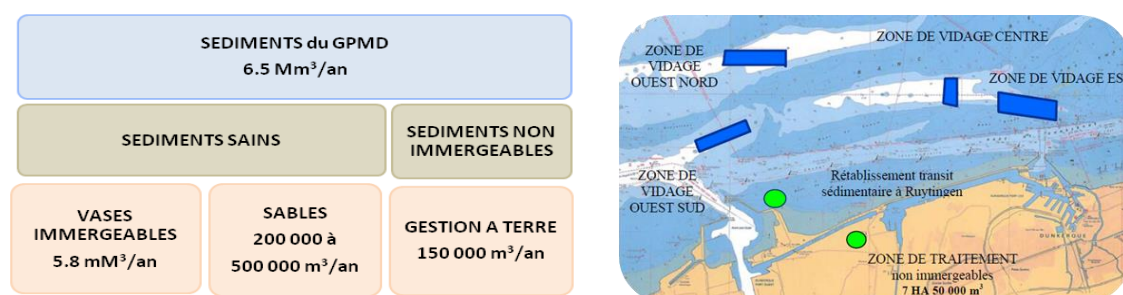 SEDIMENTS du GPMD
6.5 Mm³/an
SEDIMENTS SAINS
SEDIMENTS NON
IMMERGEABLES
VASES
IMMERGEABLES
5.8 mM³/an
SABLES
200 000 à
500 000 m³/an
GESTION A TERRE
150 000 m³/an
ZONE DE
VIDAGE
OUEST NORD
ZONE DE VIDAGE CENTRE
ZONE DE VIDAGE ES
ZONE DE
VIDAGE
OUEST SUD
Rétablissement transit
sédimentaire à Ruytingen
DUNKERQUE
ZONE DE TRAITEMENT
non immergeables
7 HA 50 000 m³